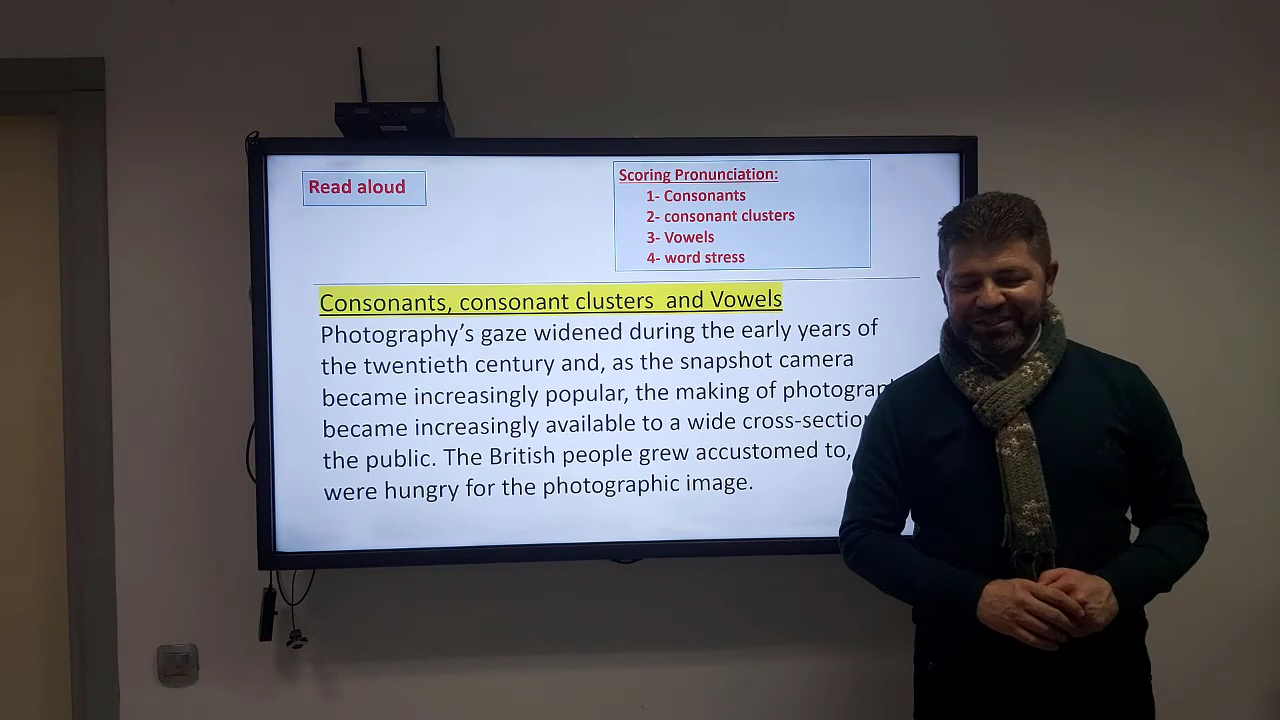 Read aloud
Scoring Pronunciation:
1- Consonants
2- consonant clusters
3- Vowels
4- word stress
Consonants, consonant clusters and Vowels
Photography's gaze widened during the early years of
the twentieth century and, as the snapshot camera
became increasingly popular, the making of
became increasingly available to a wide
the public. The British people grew accustomed to,
were hungry for the photographic image.